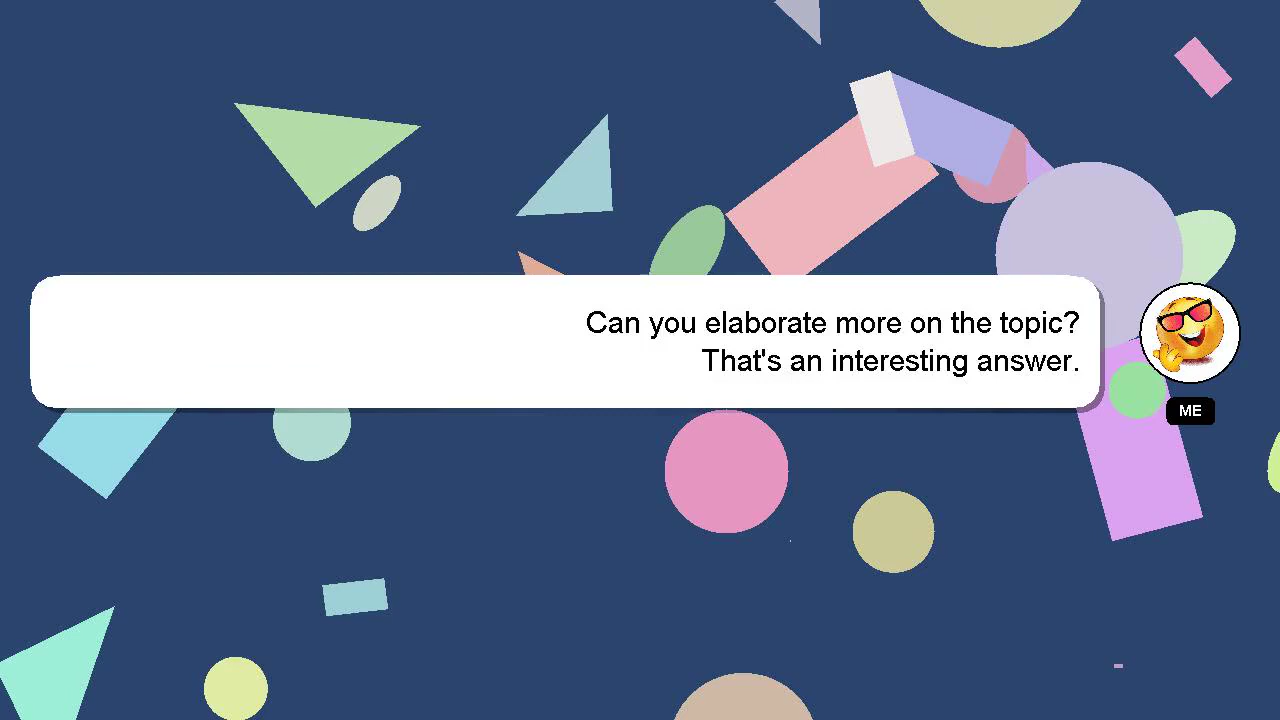 Can you elaborate more on the topic?
That's an interesting answer.
ME